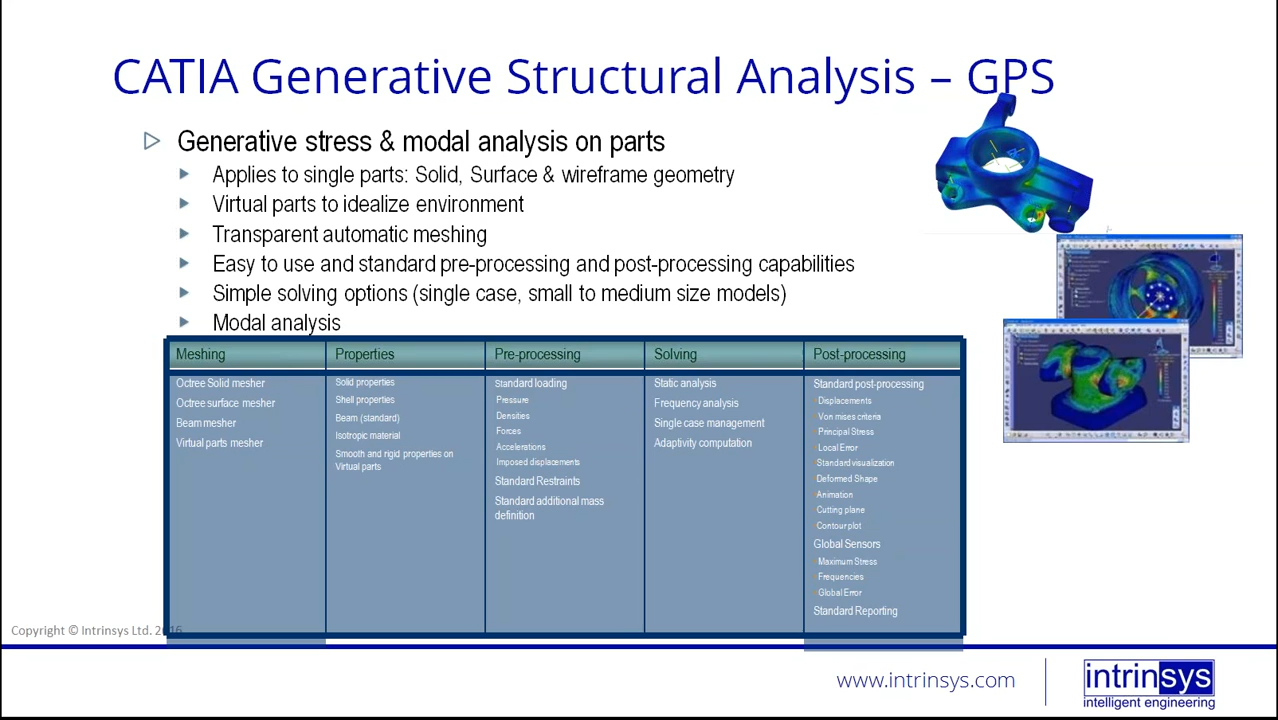 CATIA Generative Structural Analysis – GPS
Generative stress & modal analysis on parts
Applies to single parts: Solid, Surface & wireframe geometry
Virtual parts to idealize environment
Transparent automatic meshing
Easy to use and standard pre-processing and post-processing capabilities
Simple solving options (single case, small to medium size models)
Modal analysis
Meshing
Octree Solid mesher
Octree surface mesher
Beam mesher
Virtual parts mesher
Properties
Solid properties
Shell properties
Beam (standard)
Isotropic material
Smooth and rigid properties on
Virtual parts
Pre-processing
Standard loading
Pressure
Densities
Forces
Accelerations
Imposed displacements
Standard Restraints
Standard additional mass
definition
Solving
Static analysis
Frequency analysis
Single case management
Adaptivity computation
Post-processing
Standard post-processing
Displacements
Von mises criteria
Principal Stress
Local Error
Standard visualization
Deformed Shape
Animation
Cutting plane
Contour plot
Global Sensors
Maximum Stress
Frequencies
Global Error
Standard Reporting
Copyright © Intrinsys Ltd. 2016
www.intrinsys.com
intrinsys
intelligent engineering